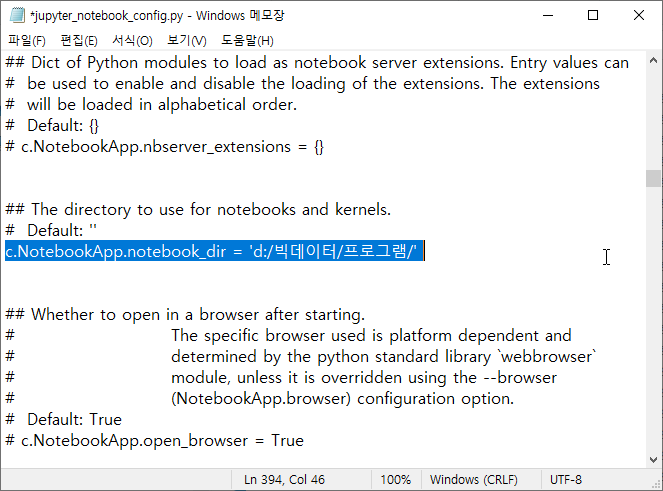 *jupyter_notebook_config.py - Windows 메모장
파일(F) 편집(E) 서식(O) 보기(V) 도움말(H)
## Dict of Python modules to load as notebook server extensions. Entry values can
#  be used to enable and disable the loading of the extensions. The extensions
#  will be loaded in alphabetical order.
#  Default: {}
# c.NotebookApp.nbserver_extensions = {}
## The directory to use for notebooks and kernels.
#  Default: ''
c.NotebookApp.notebook_dir = 'd:/빅데이터/프로그램/'
## Whether to open in a browser after starting.
#                        The specific browser used is platform dependent and
#                        determined by the python standard library `webbrowser`
#                        module, unless it is overridden using the --browser
#                        (NotebookApp.browser) configuration option.
#  Default: True
# c.NotebookApp.open_browser = True
Ln 394, Col 46 100% Windows (CRLF) UTF-8